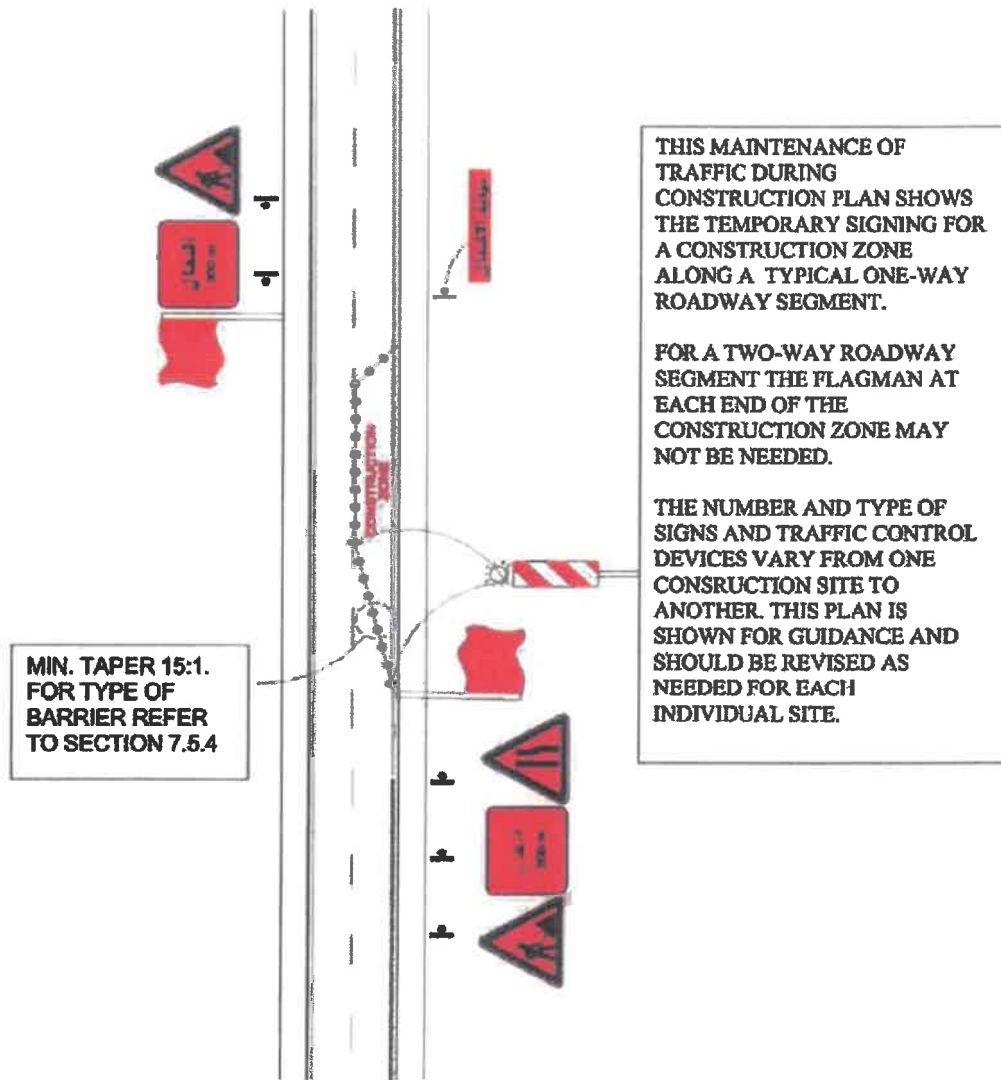 THIS MAINTENANCE OF
TRAFFIC DURING
CONSTRUCTION PLAN SHOWS
THE TEMPORARY SIGNING FOR
A CONSTRUCTION ZONE
ALONG A TYPICAL ONE-WAY
ROADWAY SEGMENT.
FOR A TWO-WAY ROADWAY
SEGMENT THE FLAGMAN AT
EACH END OF THE
CONSTRUCTION ZONE MAY
NOT BE NEEDED.
THE NUMBER AND TYPE OF
SIGNS AND TRAFFIC CONTROL
DEVICES VARY FROM ONE
CONSRUCTION SITE TO
ANOTHER. THIS PLAN IS
SHOWN FOR GUIDANCE AND
SHOULD BE REVISED AS
NEEDED FOR EACH
INDIVIDUAL SITE.
CONSTRUCTION
ZONE
MIN. TAPER 15:1.
FOR TYPE OF
BARRIER REFER
TO SECTION 7.5.4